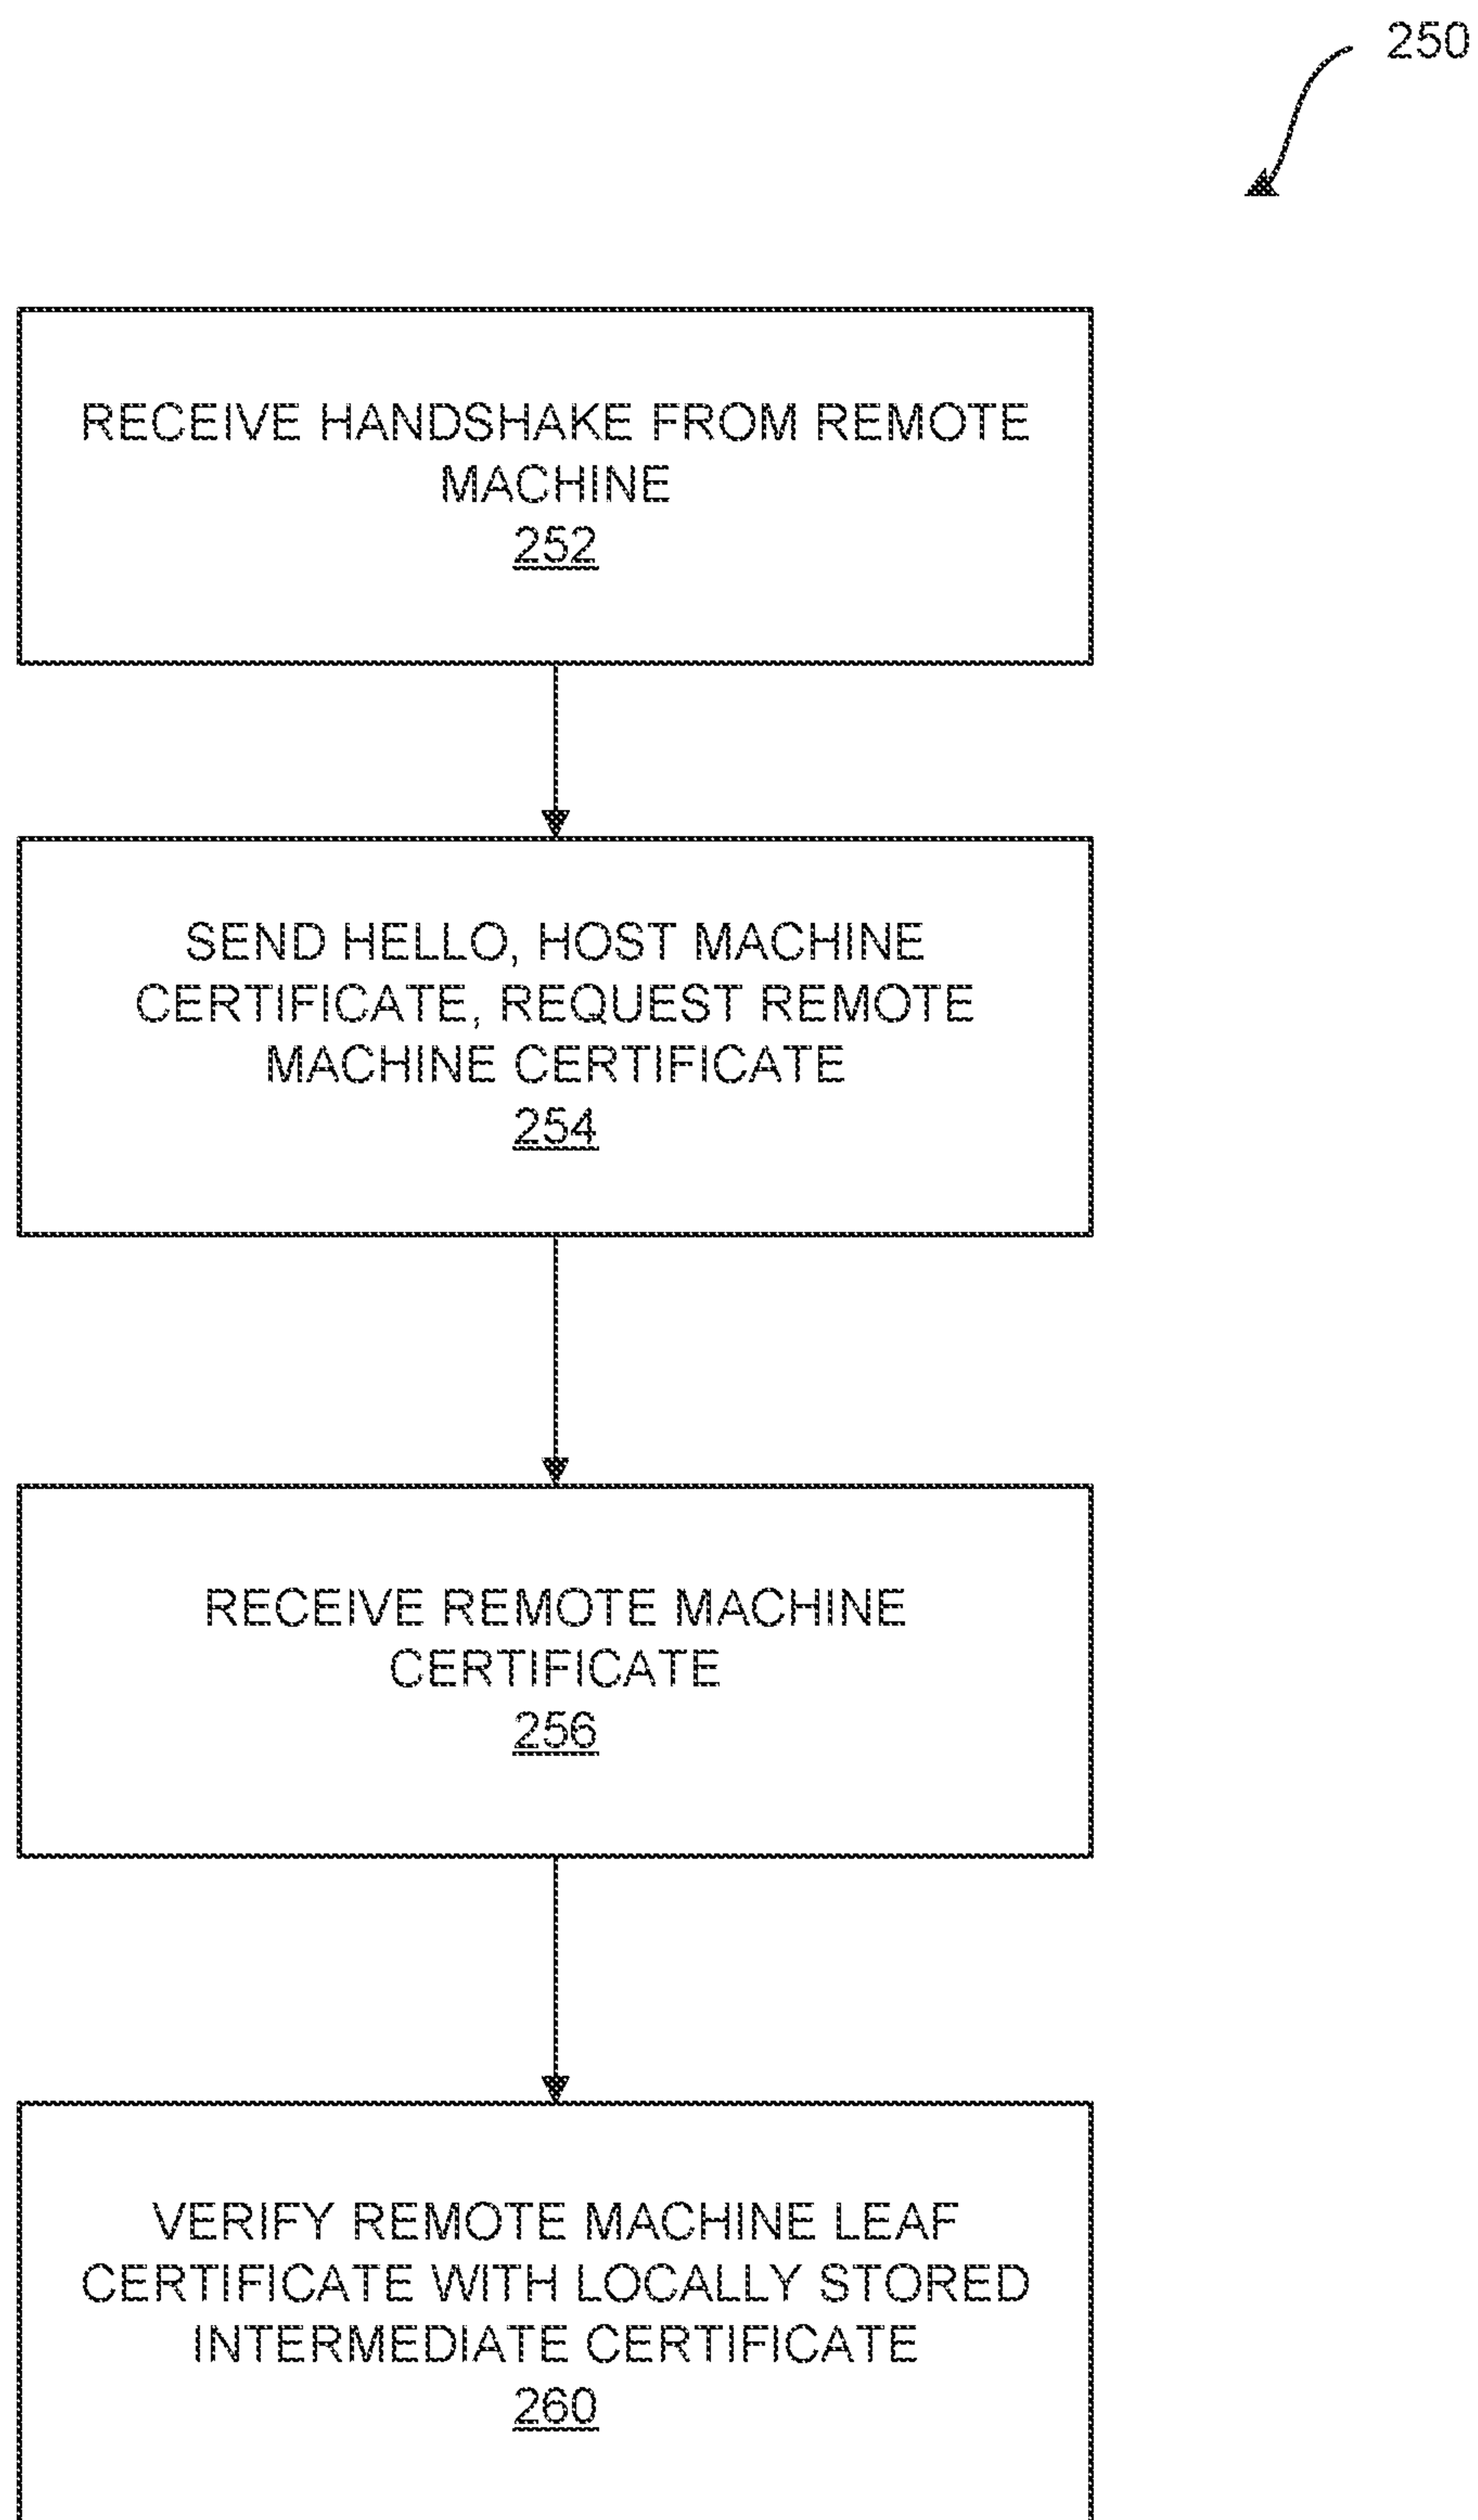 250
RECEIVE HANDSHAKE FROM REMOTE
MACHINE
252
SEND HELLO, HOST MACHINE
CERTIFICATE, REQUEST REMOTE
MACHINE CERTIFICATE
254
RECEIVE REMOTE MACHINE
CERTIFICATE
256
VERIFY REMOTE MACHINE LEAF
CERTIFICATE WITH LOCALLY STORED
INTERMEDIATE CERTIFICATE
260